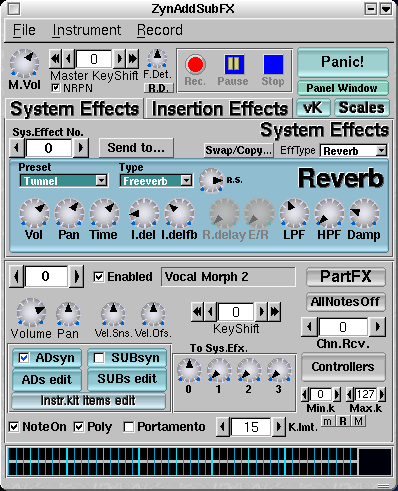 ZynAddSubFX
File Instrument Record
M.Vol
0
Master KeyShift
NRPN
F.Det.
R.D.
Rec. Pause Stop
Panic!
Panel Window
System Effects Insertion Effects vK Scales
System Effects
Sys.Effect No.
0 Send to...
Swap/Copy... EffType Reverb
Preset Type
Tunnel Freeverb R.S. Reverb
Vol Pan Time I.del I.delfb R.delay E/R LPF HPF Damp
0 Enabled Vocal Morph 2 PartFX
Volume Pan Vel.Sns. Vel.Ofs. 0
KeyShift
AllNotesOff
0
Chn.Rcv.
ADsyn SUBsyn
ADs edit SUBs edit
Instr.kit items edit
To Sys.Efx.
0 1 2 3
Controllers
0 127
Min.k Max.k
m R M
NoteOn Poly Portamento 15 K.lmt.